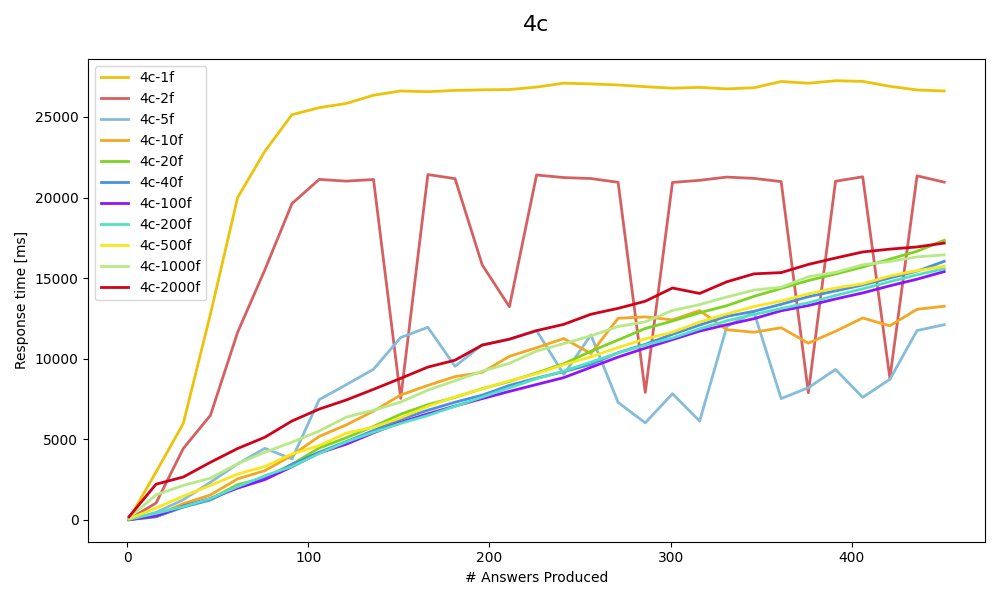 4c
4c-1f
4c-2f
4c-5f
4c-10f
4c-20f
4c-40f
4c-100f
4c-200f
4c-500f
4c-1000f
4c-2000f
Response time [ms]
25000
20000
15000
10000
5000
0
0 100 200 300 400
# Answers Produced